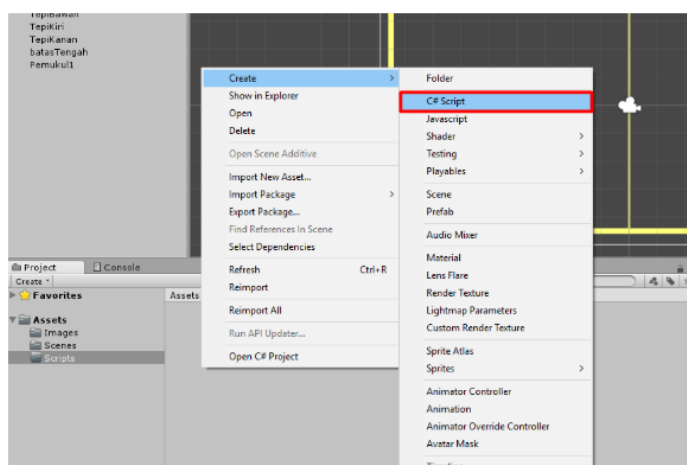 TepiBawah
TepiKiri
TepiKanan
batasTengah
Pemukul1
Create
Show in Explorer
Open
Delete
Open Scene Additive
Import New Asset...
Import Package
Export Package...
Find References In Scene
Select Dependencies
Refresh Ctrl+R
Reimport
Reimport All
Run API Updater...
Open C# Project
Folder
C# Script
Javascript
Shader
Testing
Playables
Scene
Prefab
Audio Mixer
Material
Lens Flare
Render Texture
Lightmap Parameters
Custom Render Texture
Sprite Atlas
Sprites
Animator Controller
Animation
Animator Override Controller
Avatar Mask
Timeline
Project
Console
Create
Favorites
Assets
Images
Scenes
Scripts
Assets